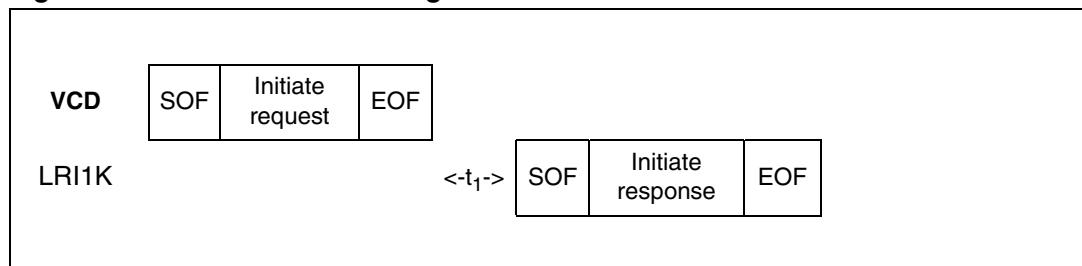 VCD SOF Initiate request EOF
LRI1K <-t1-> SOF Initiate response EOF